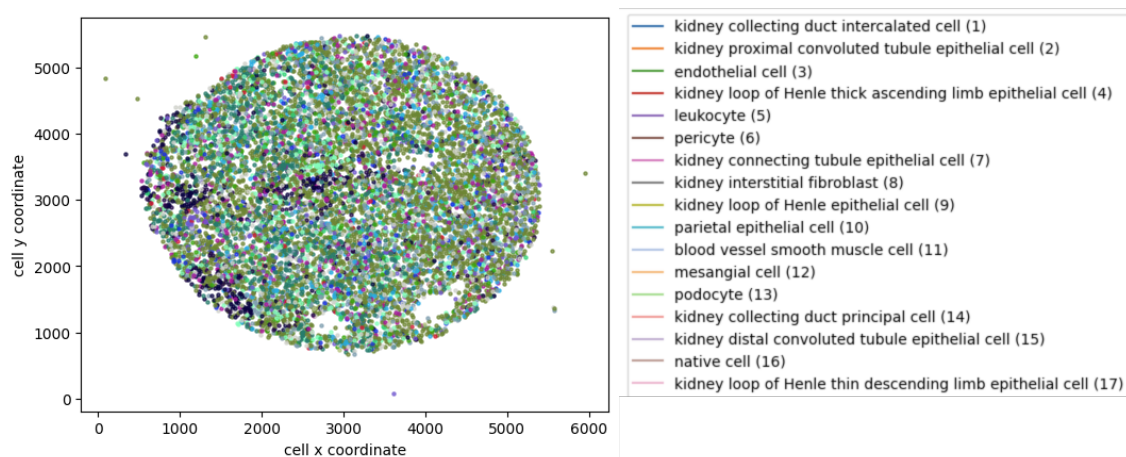 5000
4000
3000
2000
1000
0
cell y coordinate
0 1000 2000 3000 4000 5000 6000
cell x coordinate
kidney collecting duct intercalated cell (1)
kidney proximal convoluted tubule epithelial cell (2)
endothelial cell (3)
kidney loop of Henle thick ascending limb epithelial cell (4)
leukocyte (5)
pericyte (6)
kidney connecting tubule epithelial cell (7)
kidney interstitial fibroblast (8)
kidney loop of Henle epithelial cell (9)
parietal epithelial cell (10)
blood vessel smooth muscle cell (11)
mesangial cell (12)
podocyte (13)
kidney collecting duct principal cell (14)
kidney distal convoluted tubule epithelial cell (15)
native cell (16)
kidney loop of Henle thin descending limb epithelial cell (17)